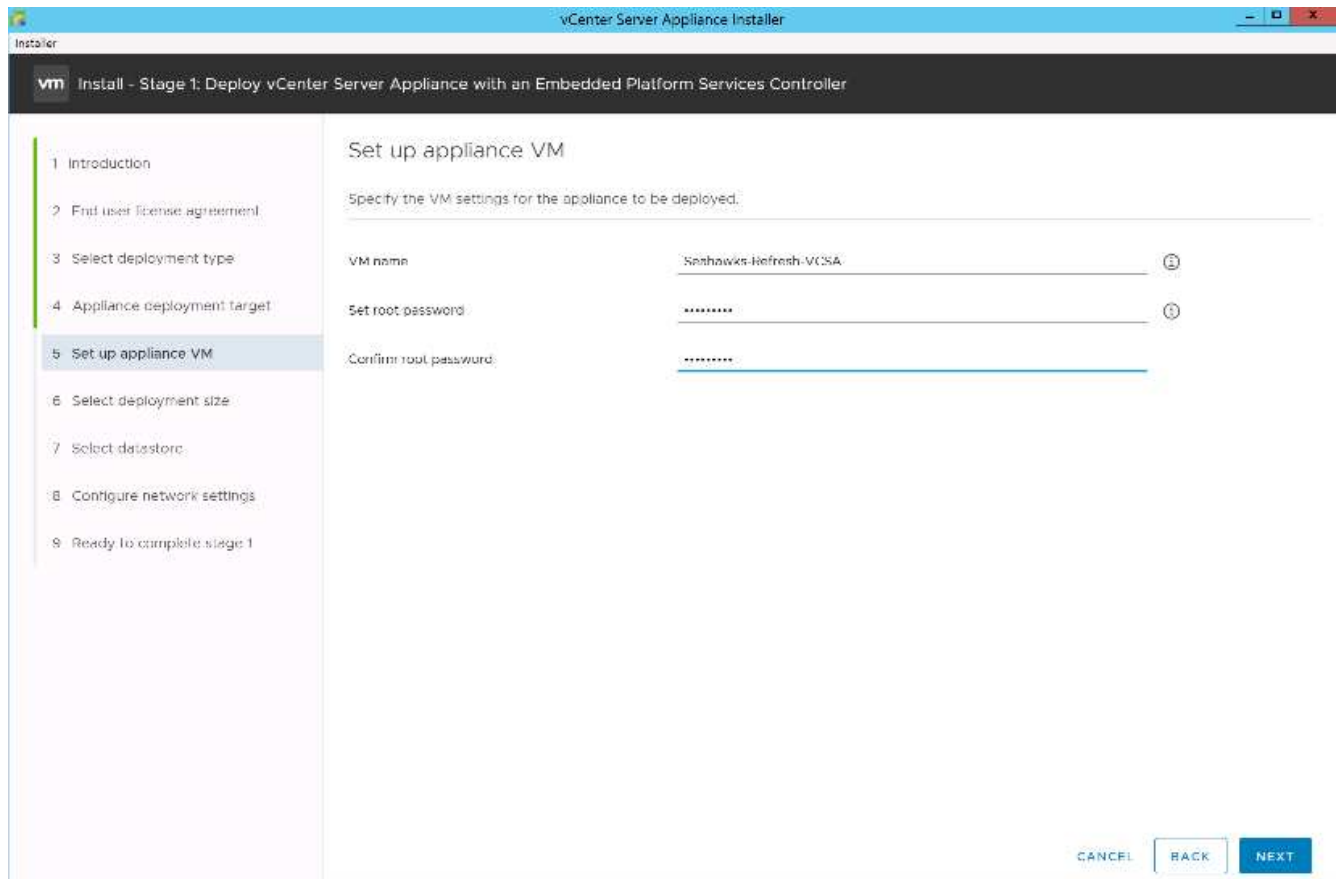 vCenter Server Appliance Installer
Installer
vm Install - Stage 1: Deploy vCenter Server Appliance with an Embedded Platform Services Controller
1 Introduction
2 End user license agreement
3 Select deployment type
4 Appliance deployment target
5 Set up appliance VM
6 Select deployment size
7 Select datastore
8 Configure network settings
9 Ready to complete stage 1
Set up appliance VM
Specify the VM settings for the appliance to be deployed.
VM name Seahawks-Refresh-VCSA
Set root password •••••••••
Confirm root password •••••••••
CANCEL BACK NEXT